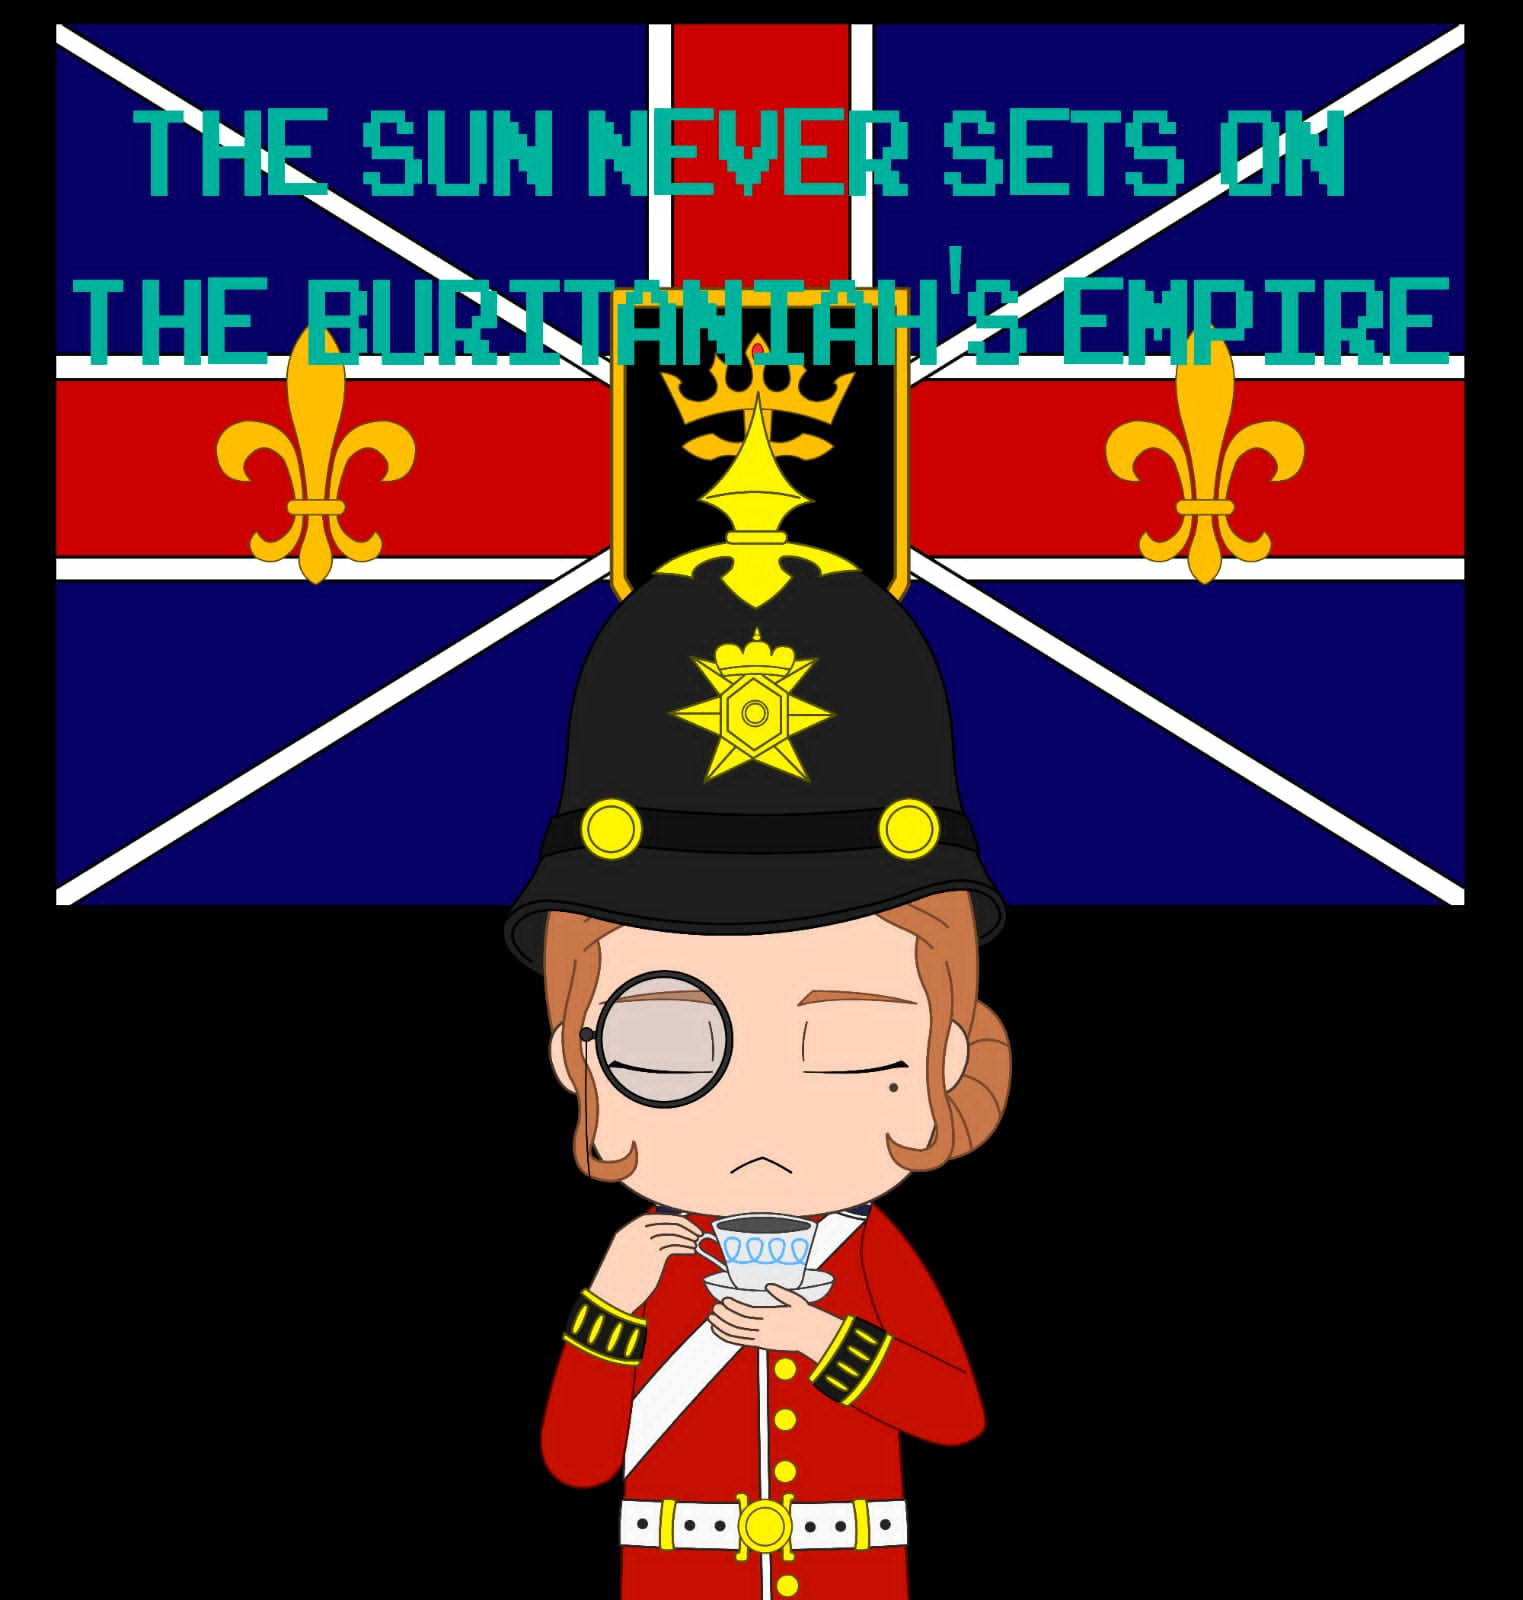 THE SUN NEVER SETS ON
THE BURITANIAH'S EMPIRE